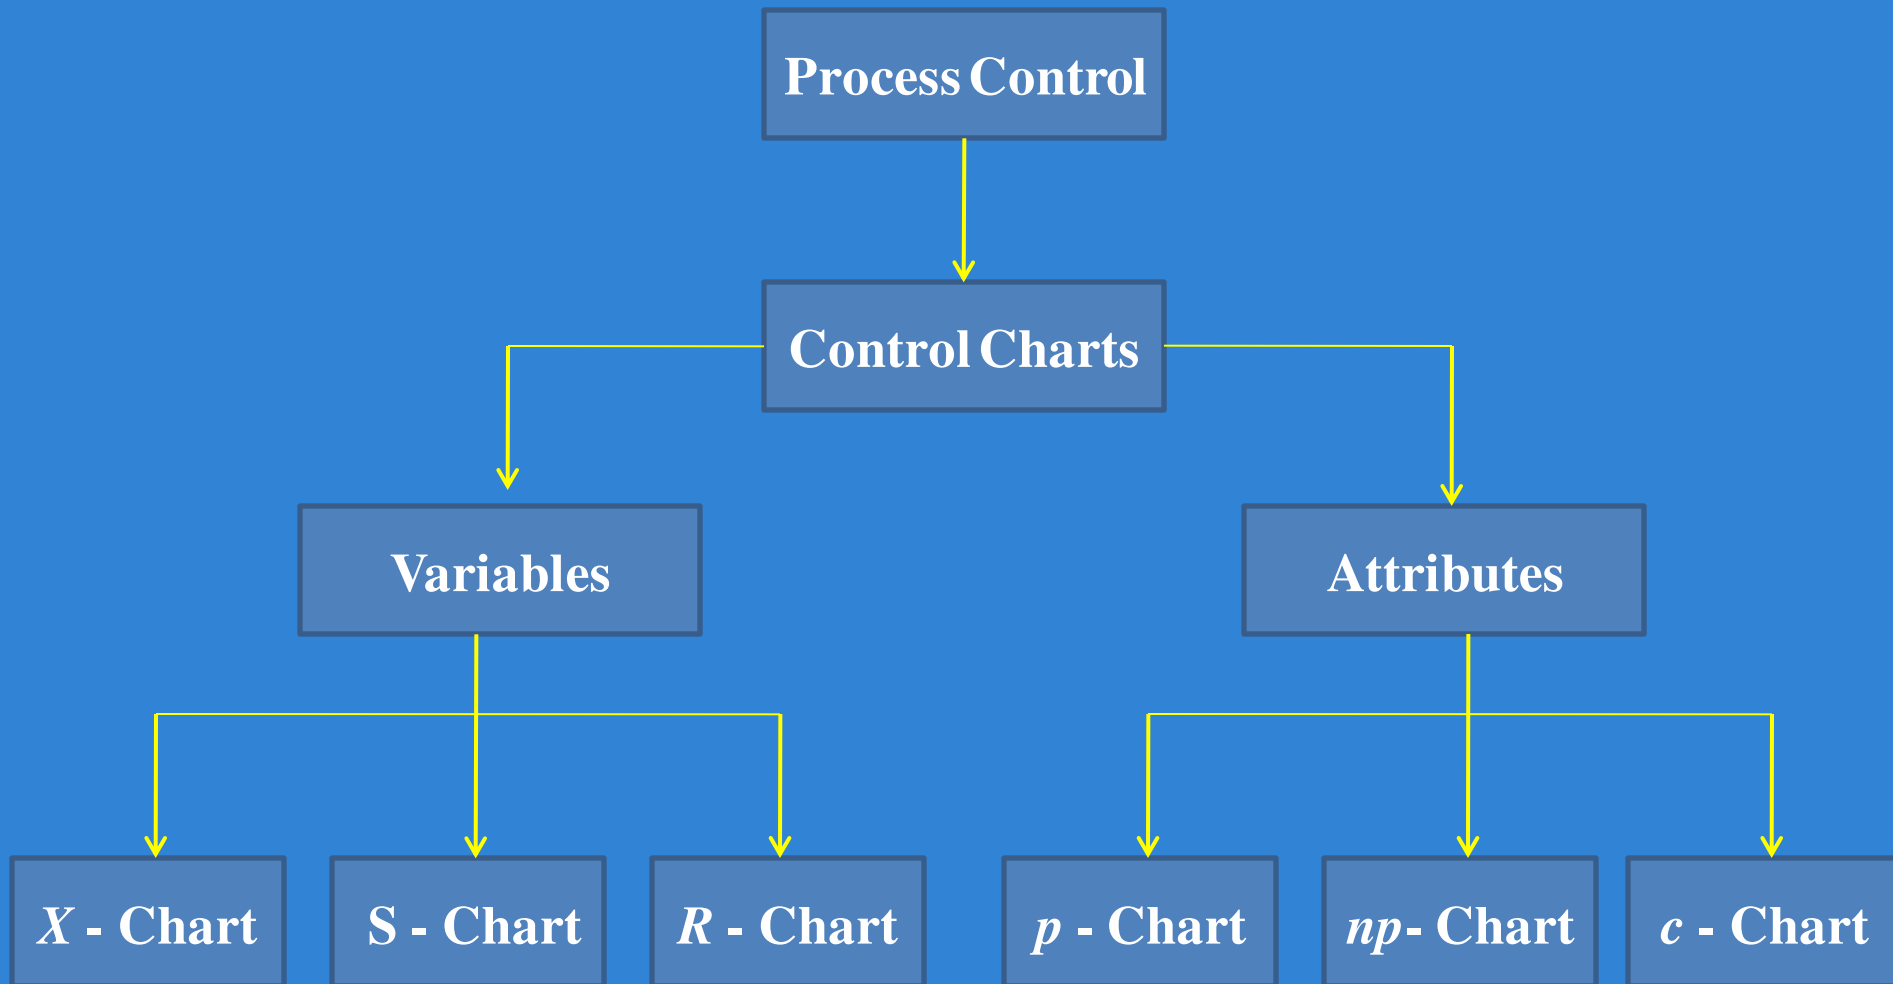 Process Control
Control Charts
Variables
Attributes
X - Chart
S - Chart
R - Chart
p - Chart
np- Chart
c - Chart